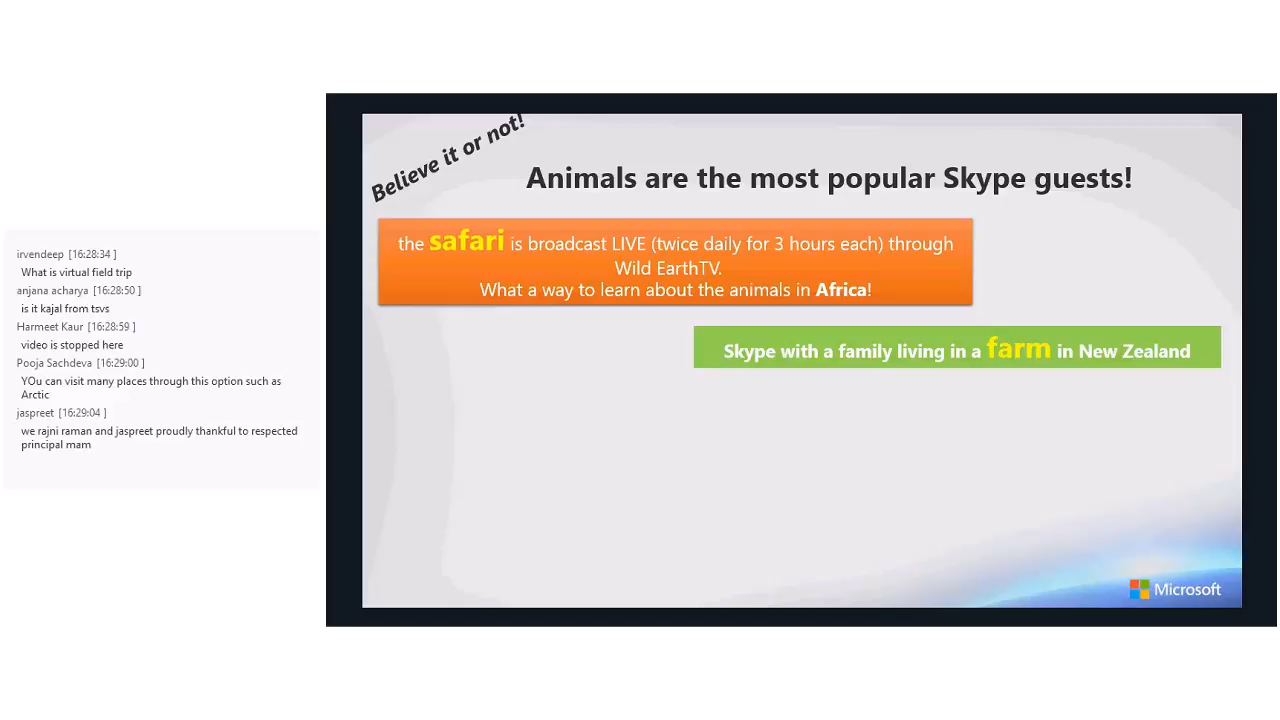 irvendeep [16:28:34 ]
What is virtual field trip
anjana acharya [16:28:50 ]
is it kajal from tsvs
Harmeet Kaur [16:28:59 ]
video is stopped here
Pooja Sachdeva [16:29:00 ]
YOu can visit many places through this option such as
Arctic
jaspreet [16:29:04 ]
we rajni raman and jaspreet proudly thankful to respected
principal mam
Believe it or not!
Animals are the most popular Skype guests!
the safari is broadcast LIVE (twice daily for 3 hours each) through
Wild EarthTV.
What a way to learn about the animals in Africa!
Skype with a family living in a farm in New Zealand
Microsoft